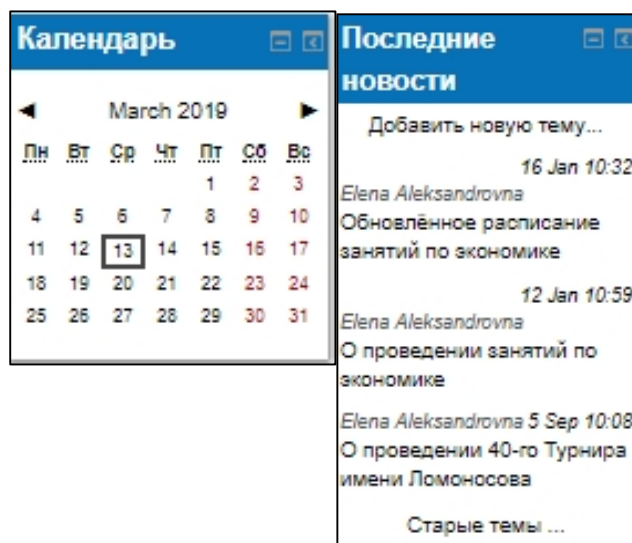 Календарь
March 2019
Пн Вт Ср Чт Пт Сб Вс
1 2 3
4 5 6 7 8 9 10
11 12 13 14 15 16 17
18 19 20 21 22 23 24
25 26 27 28 29 30 31
Последние
новости
Добавить новую тему...
16 Jan 10:32
Elena Aleksandrovna
Обновлённое расписание
занятий по экономике
12 Jan 10:59
Elena Aleksandrovna
О проведении занятий по
экономике
Elena Aleksandrovna 5 Sep 10:08
О проведении 40-го Турнира
имени Ломоносова
Старые темы ...